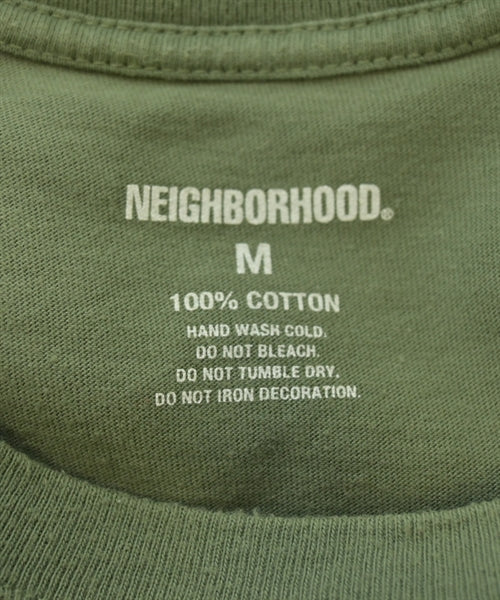 NEIGHBORHOOD®
M
100% COTTON
HAND WASH COLD.
DO NOT BLEACH.
DO NOT TUMBLE DRY.
DO NOT IRON DECORATION.